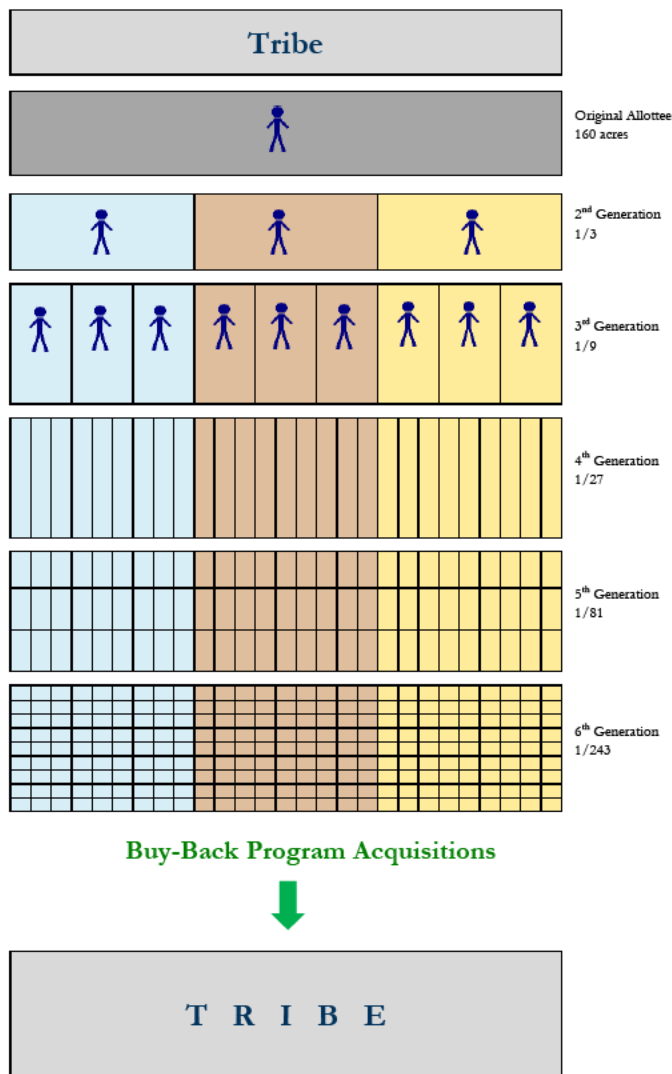 Tribe
Original Allottee
160 acres
2nd Generation
1/3
3rd Generation
1/9
4th Generation
1/27
5th Generation
1/81
6th Generation
1/243
Buy-Back Program Acquisitions
T R I B E